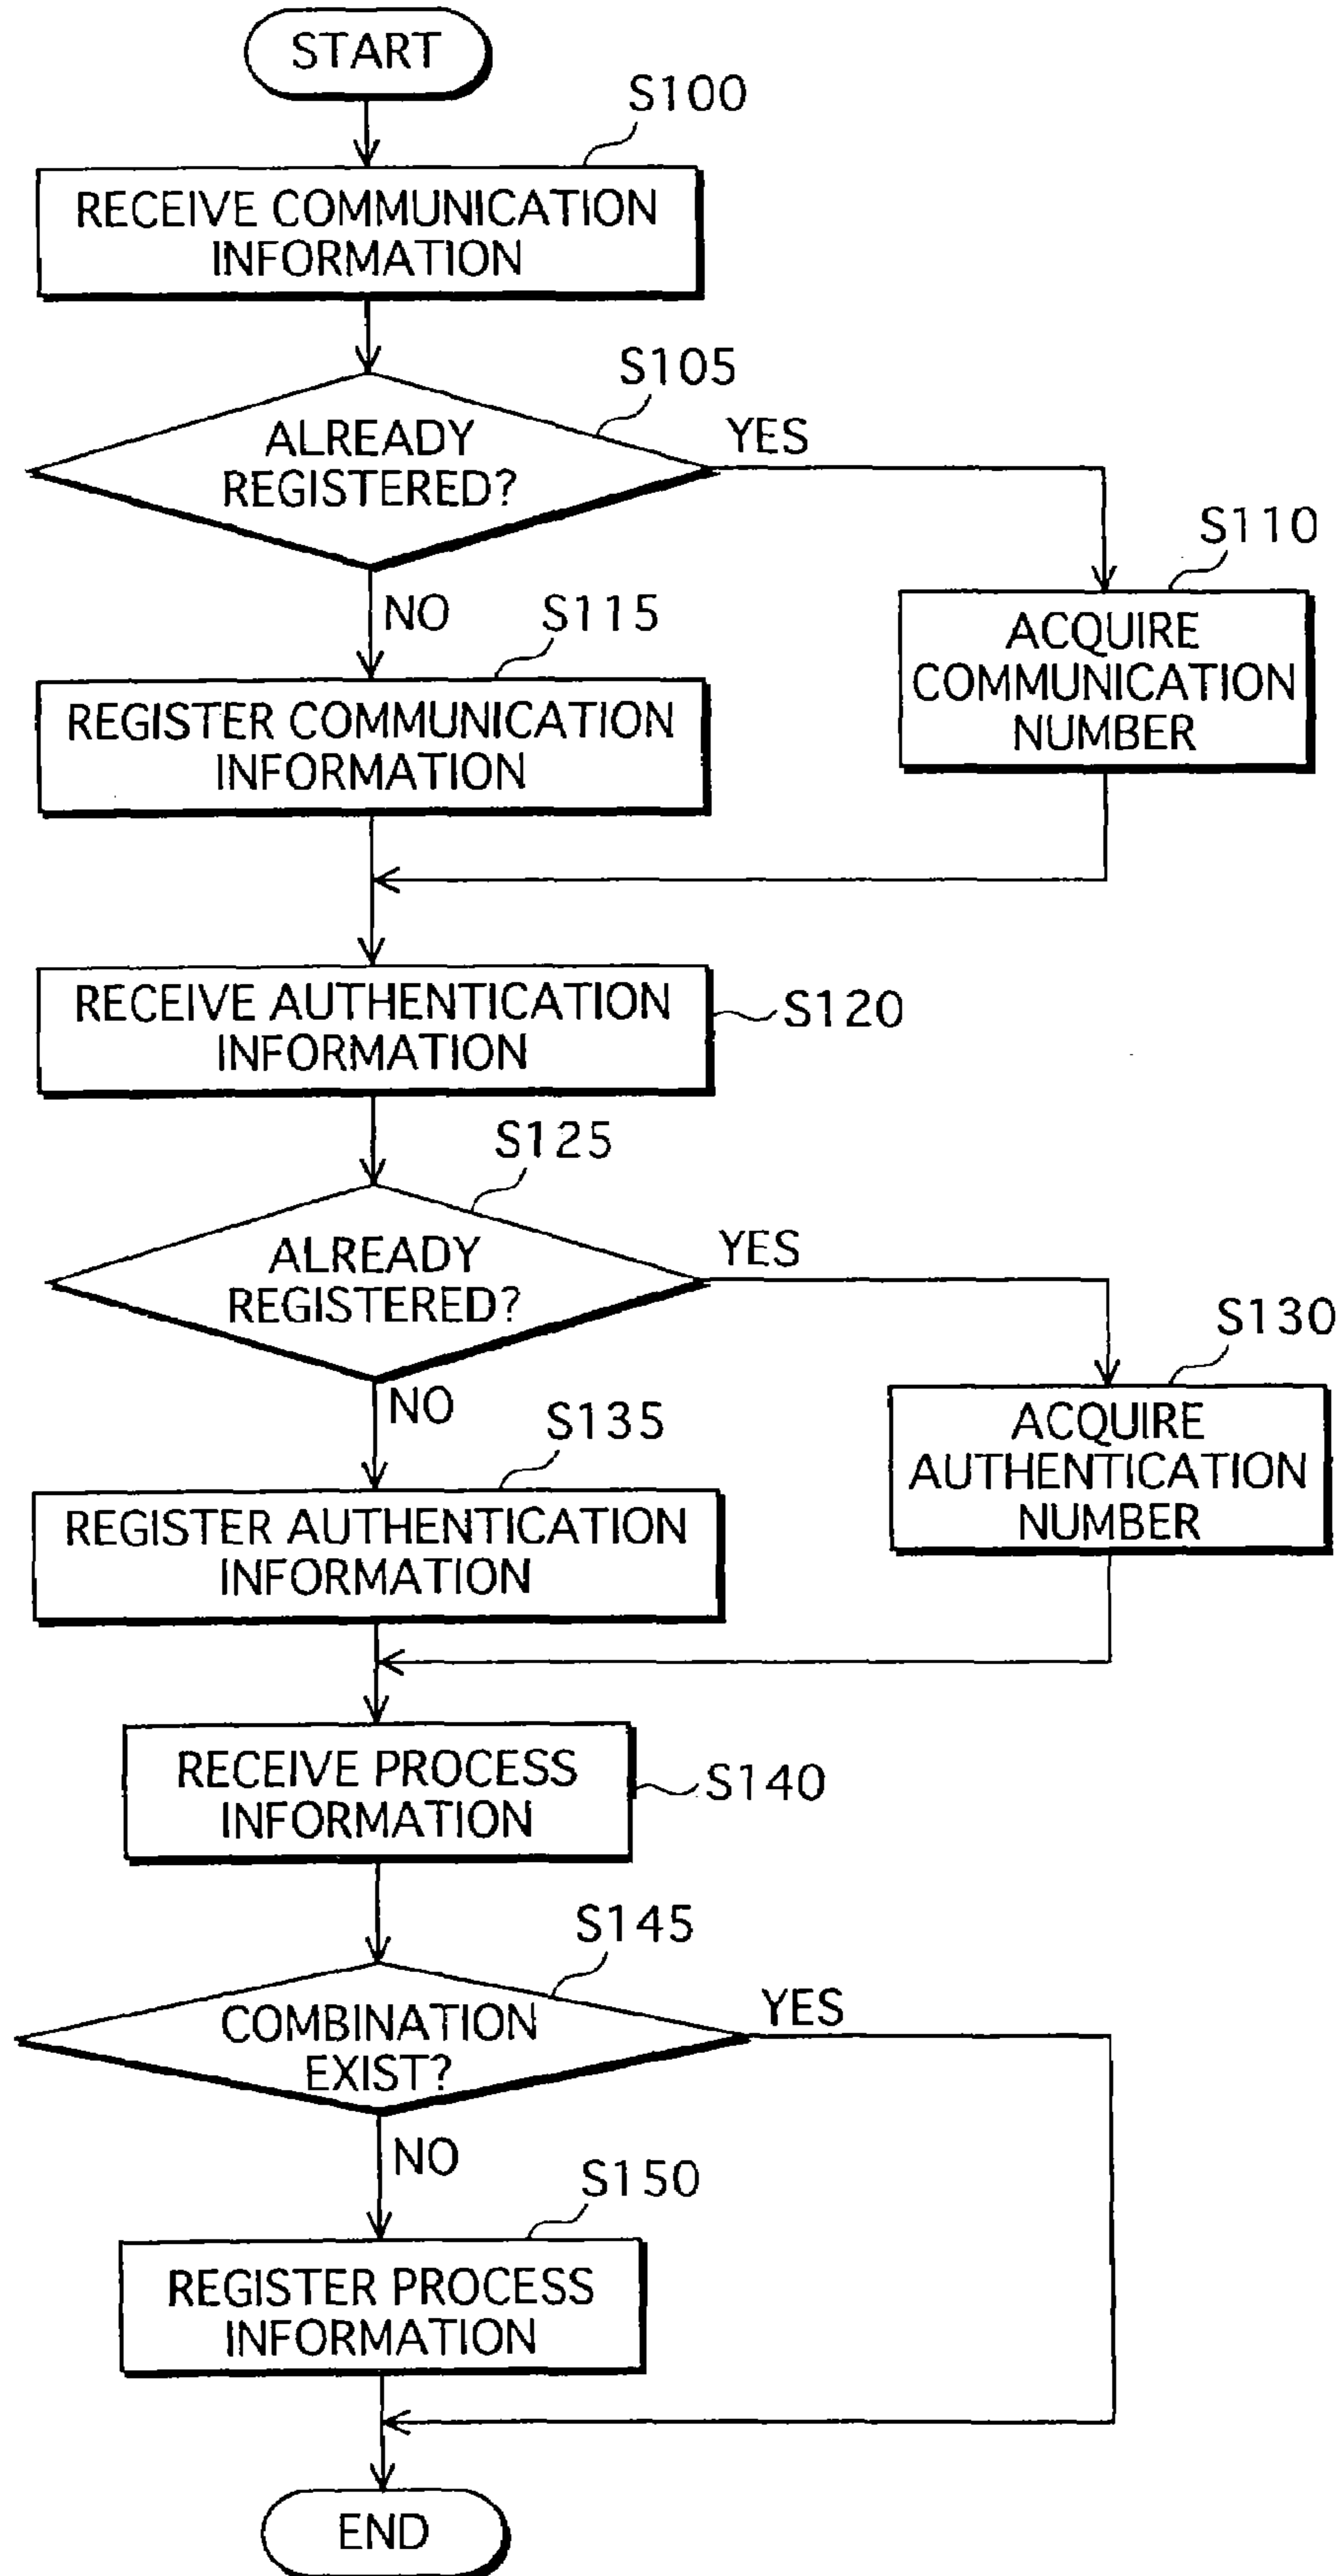 START
S100
RECEIVE COMMUNICATION
INFORMATION
S105
ALREADY
REGISTERED?
YES
S110
ACQUIRE
COMMUNICATION
NUMBER
NO
S115
REGISTER COMMUNICATION
INFORMATION
RECEIVE AUTHENTICATION
INFORMATION
S120
S125
ALREADY
REGISTERED?
YES
S130
ACQUIRE
AUTHENTICATION
NUMBER
NO
S135
REGISTER AUTHENTICATION
INFORMATION
RECEIVE PROCESS
INFORMATION
S140
S145
COMBINATION
EXIST?
YES
NO
S150
REGISTER PROCESS
INFORMATION
END